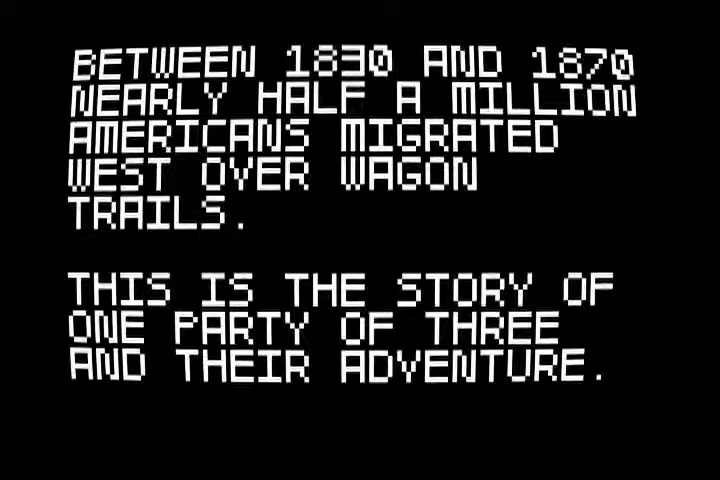 BETWEEN 1830 AND 1870
NEARLY HALF A MILLION
AMERICANS MIGRATED
WEST OVER WAGON
TRAILS.
THIS IS THE STORY OF
ONE PARTY OF THREE
AND THEIR ADVENTURE.